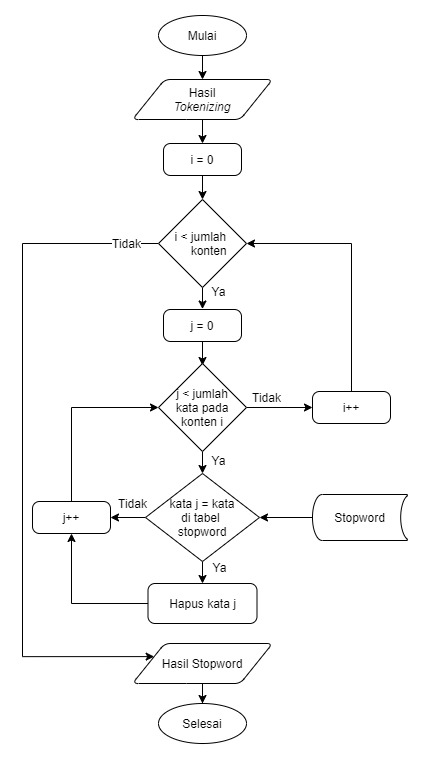 Mulai
Hasil
Tokenizing
i = 0
i < jumlah
konten
Tidak
Ya
j = 0
j < jumlah
kata pada
konten i
Tidak
i++
Ya
kata j = kata
di tabel
stopword
Tidak
j++
Stopword
Ya
Hapus kata j
Hasil Stopword
Selesai